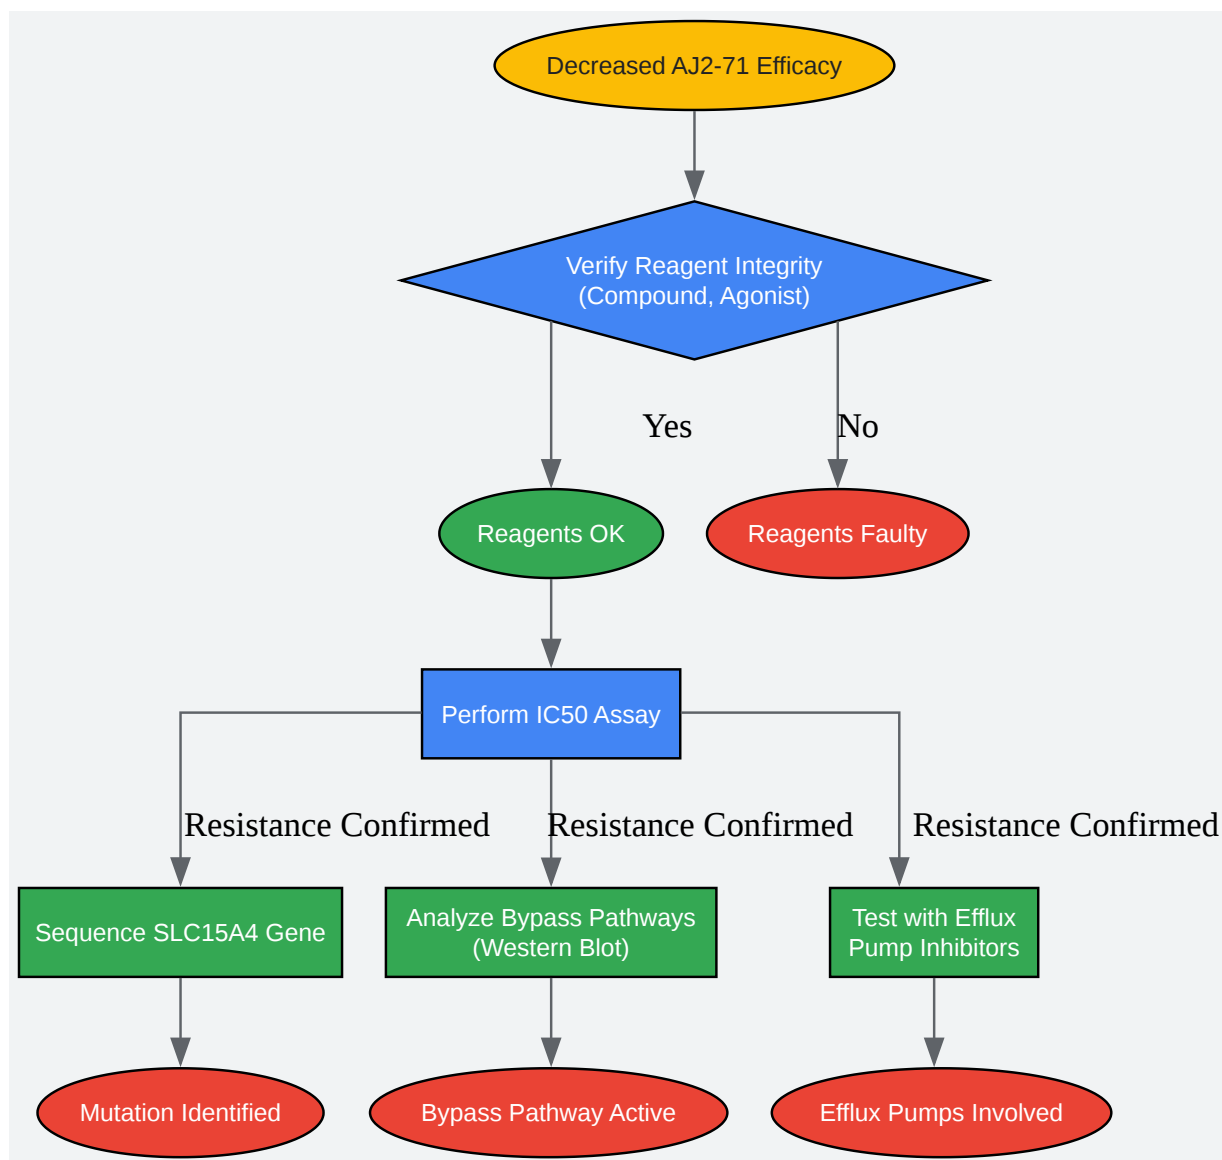 Decreased AJ2-71 Efficacy
Verify Reagent Integrity
(Compound, Agonist)
Yes
No
Reagents OK
Reagents Faulty
Perform IC50 Assay
Resistance Confirmed
Resistance Confirmed
Resistance Confirmed
Sequence SLC15A4 Gene
Analyze Bypass Pathways
(Western Blot)
Test with Efflux
Pump Inhibitors
Mutation Identified
Bypass Pathway Active
Efflux Pumps Involved